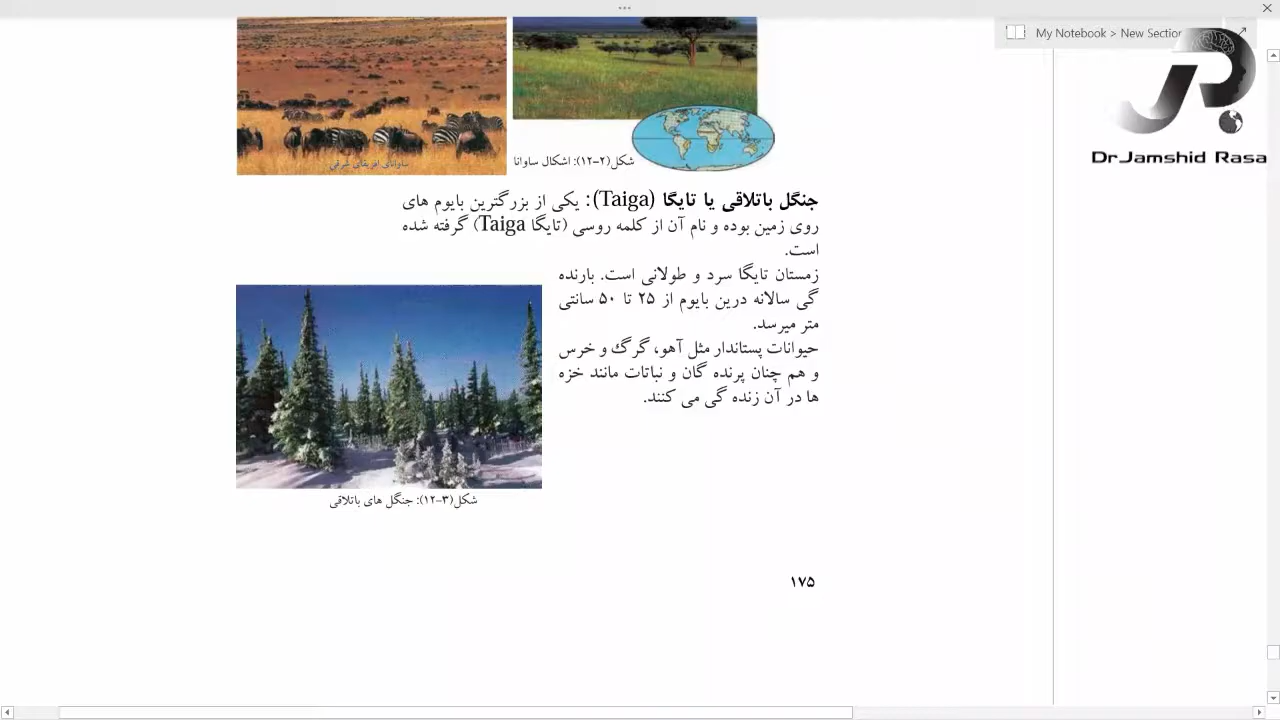 My Notebook > New Section
Dr Jamshid Rasa
ساوانای افریقای شرقی
شکل(۲-۱۲): اشکال ساوانا
جنگل باتلاقی یا تایگا (Taiga): یکی از بزرگترین بایوم های
روی زمین بوده و نام آن از کلمه روسی (تایگا Taiga) گرفته شده
است.
زمستان تایگا سرد و طولانی است. بارنده
گی سالانه درین بایوم از ۲۵ تا ۵۰ سانتی
متر میرسد.
حیوانات پستاندار مثل آهو، گرگ و خرس
و هم چنان پرنده گان و نباتات مانند خزه
ها در آن زنده گی می کنند.
شکل(۳-۱۲): جنگل های باتلاقی
۱۷۵